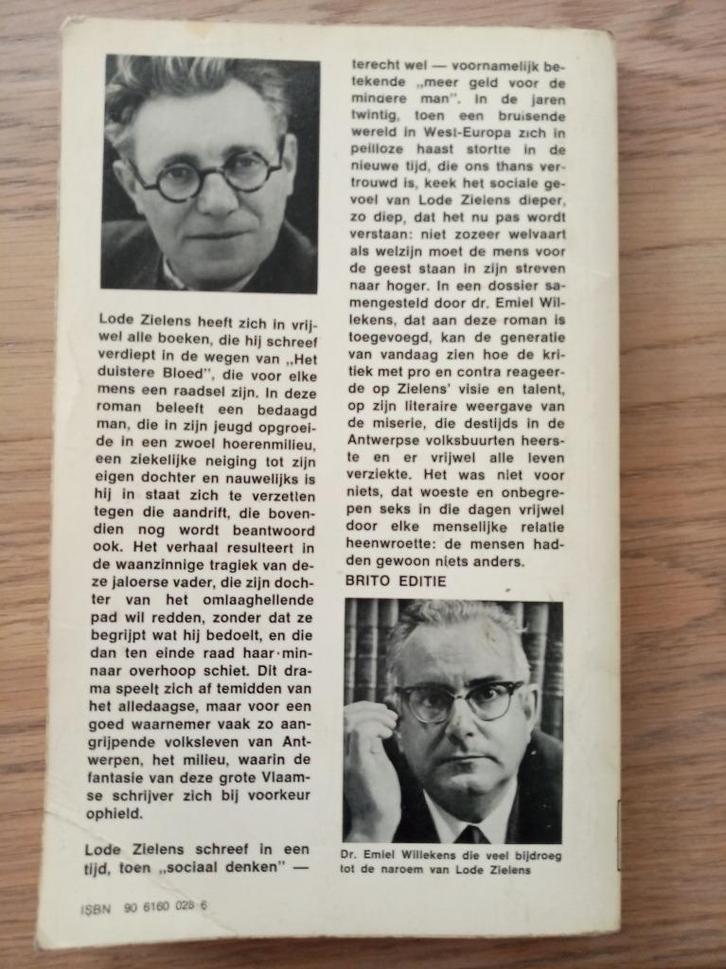 Lode Zielens heeft zich in vrij-
wel alle boeken, die hij schreef
verdiept in de wegen van „Het
duistere Bloed", die voor elke
mens een raadsel zijn. In deze
roman beleeft een bedaagd
man, die in zijn jeugd opgroei-
de in een zwoel hoerenmilieu,
een ziekelijke neiging tot zijn
eigen dochter en nauwelijks is
hij in staat zich te verzetten
tegen die aandrift, die boven-
dien nog wordt beantwoord
ook. Het verhaal resulteert in
de waanzinnige tragiek van de-
ze jaloerse vader, die zijn doch-
ter van het omlaaghellende
pad wil redden, zonder dat ze
begrijpt wat hij bedoelt, en die
dan ten einde raad haar min-
naar overhoop schiet. Dit dra-
ma speelt zich af temidden van
het alledaagse, maar voor een
goed waarnemer vaak zo aan-
grijpende volksleven van Ant-
werpen, het milieu, waarin de
fantasie van deze grote Vlaam-
se schrijver zich bij voorkeur
ophield.
Lode Zielens schreef in een
tijd, toen „sociaal denken" —
terecht wel — voornamelijk be-
tekende „meer geld voor de
mindere man". In de jaren
twintig, toen een bruisende
wereld in West-Europa zich in
peilloze haast stortte in de
nieuwe tijd, die ons thans ver-
trouwd is, keek het sociale ge-
voel van Lode Zielens dieper,
zo diep, dat het nu pas wordt
verstaan: niet zozeer welvaart
als welzijn moet de mens voor
de geest staan in zijn streven
naar hoger. In een dossier sa-
mengesteld door dr. Emiel Wil-
lekens, dat aan deze roman is
toegevoegd, kan de generatie
van vandaag zien hoe de kri-
tiek met pro en contra reageer-
de op Zielens' visie en talent,
op zijn literaire weergave van
de miserie, die destijds in de
Antwerpse volksbuurten heers-
te en er vrijwel alle leven
verziekte. Het was niet voor
niets, dat woeste en onbegre-
pen seks in die dagen vrijwel
door elke menselijke relatie
heenwroette: de mensen had-
den gewoon niets anders.
BRITO EDITIE
Dr. Emiel Willekens die veel bijdroeg
tot de naroem van Lode Zielens
ISBN 90 6160 028 6